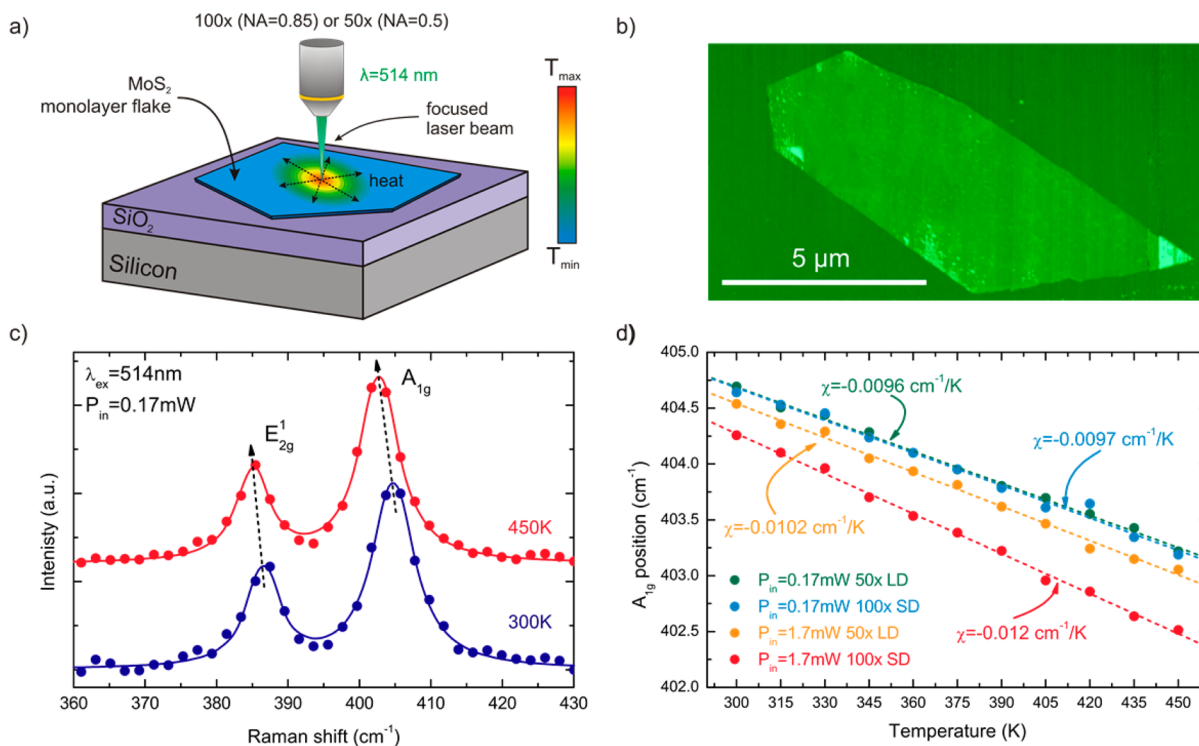 a)
100x (NA=0.85) or 50x (NA=0.5)
λ=514 nm
MoS₂
monolayer flake
focused
laser beam
heat
SiO₂
Silicon
Tmax
Tmin
b)
5 µm
c)
λex=514nm
Pin=0.17mW
E¹2g
A1g
450K
300K
Intenisty (a.u.)
360 370 380 390 400 410 420 430
Raman shift (cm⁻¹)
d)
405.0
404.5
404.0
403.5
403.0
402.5
402.0
A1g position (cm⁻¹)
χ=-0.0096 cm⁻¹/K
χ=-0.0097 cm⁻¹/K
χ=-0.0102 cm⁻¹/K
χ=-0.012 cm⁻¹/K
Pin=0.17mW 50x LD
Pin=0.17mW 100x SD
Pin=1.7mW 50x LD
Pin=1.7mW 100x SD
300 315 330 345 360 375 390 405 420 435 450
Temperature (K)